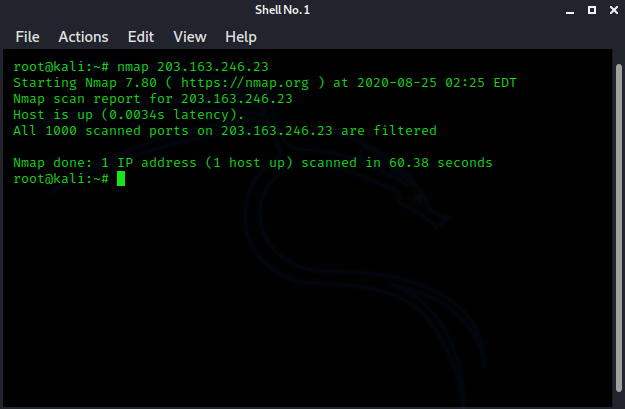 Shell No. 1
File Actions Edit View Help
root@kali:~# nmap 203.163.246.23
Starting Nmap 7.80 ( https://nmap.org ) at 2020-08-25 02:25 EDT
Nmap scan report for 203.163.246.23
Host is up (0.0034s latency).
All 1000 scanned ports on 203.163.246.23 are filtered
Nmap done: 1 IP address (1 host up) scanned in 60.38 seconds
root@kali:~#